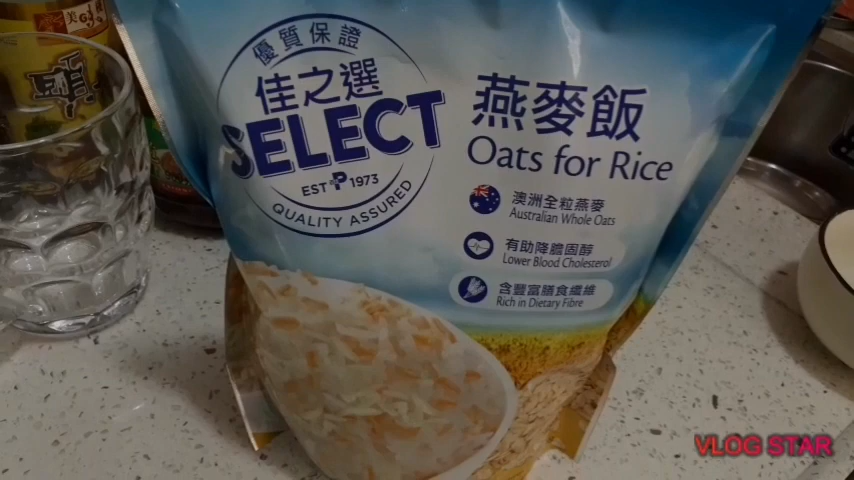 優質保證
佳之選
SELECT
EST P 1973
QUALITY ASSURED
燕麥飯
Oats for Rice
澳洲全粒燕麥
Australian Whole Oats
有助降膽固醇
Lower Blood Cholesterol
含豐富膳食纖維
Rich in Dietary Fibre
VLOG STAR